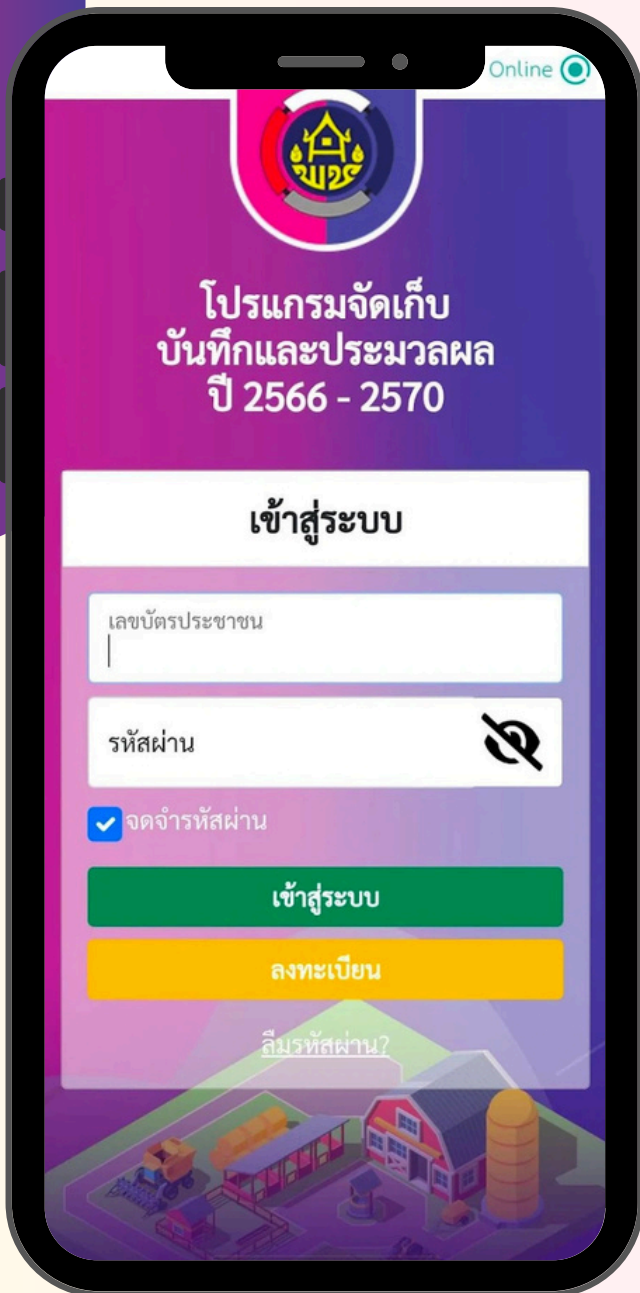 Online
พช
โปรแกรมจัดเก็บ
บันทึกและประมวลผล
ปี 2566 - 2570
เข้าสู่ระบบ
เลขบัตรประชาชน
รหัสผ่าน
จดจำรหัสผ่าน
เข้าสู่ระบบ
ลงทะเบียน
ลืมรหัสผ่าน?